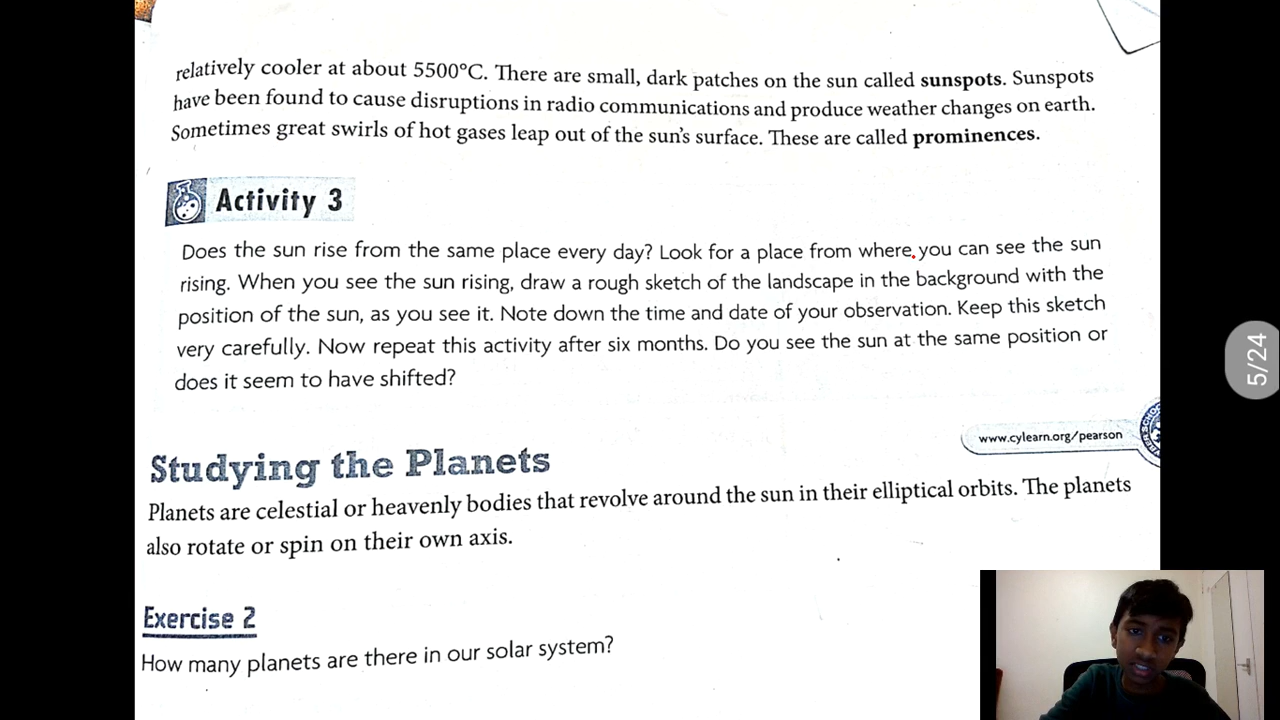 relatively cooler at about 5500°C. There are small, dark patches on the sun called sunspots. Sunspots
have been found to cause disruptions in radio communications and produce weather changes on earth.
Sometimes great swirls of hot gases leap out of the sun's surface. These are called prominences.
Activity 3
Does the sun rise from the same place every day? Look for a place from where you can see the sun
rising. When you see the sun rising, draw a rough sketch of the landscape in the background with the
position of the sun, as you see it. Note down the time and date of your observation. Keep this sketch
very carefully. Now repeat this activity after six months. Do you see the sun at the same position or
does it seem to have shifted?
www.cylearn.org/pearson
Studying the Planets
Planets are celestial or heavenly bodies that revolve around the sun in their elliptical orbits. The planets
also rotate or spin on their own axis.
Exercise 2
How many planets are there in our solar system?
5/24